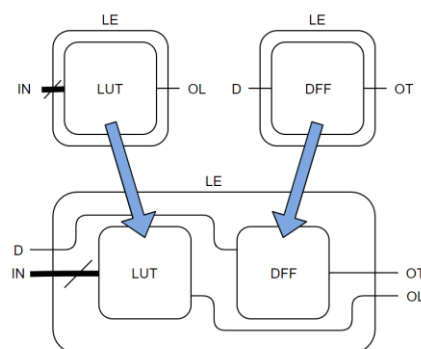 LE LE
IN LUT OL D DFF OT
LE
D
IN LUT DFF OT
OL